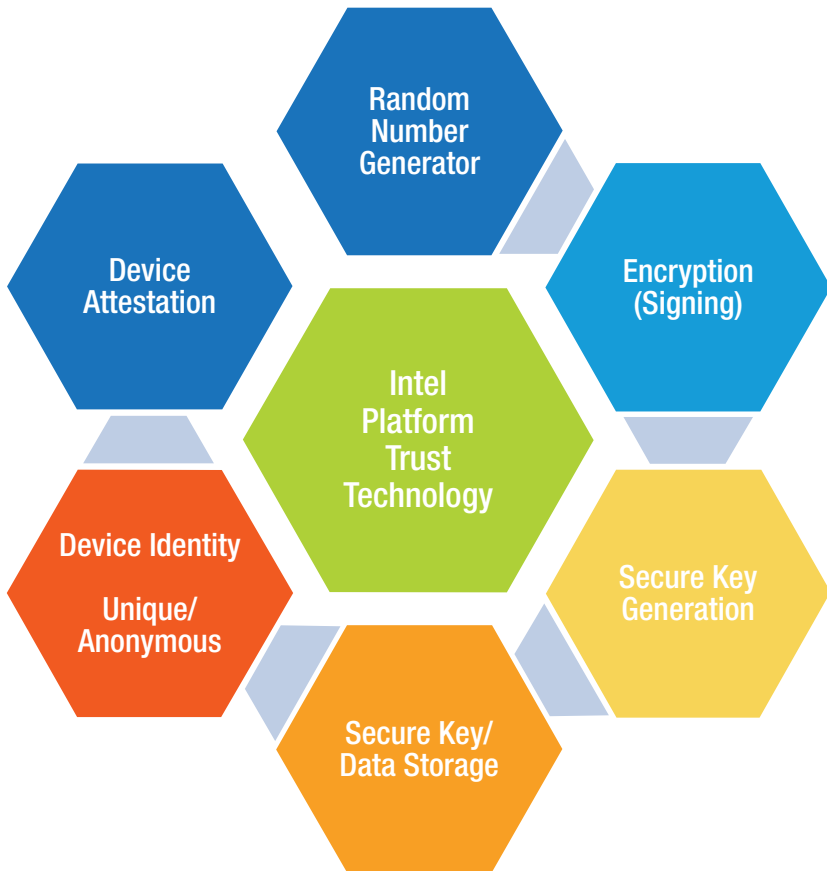 Random
Number
Generator
Encryption
(Signing)
Secure Key
Generation
Secure Key/
Data Storage
Device Identity
Unique/
Anonymous
Device
Attestation
Intel
Platform
Trust
Technology